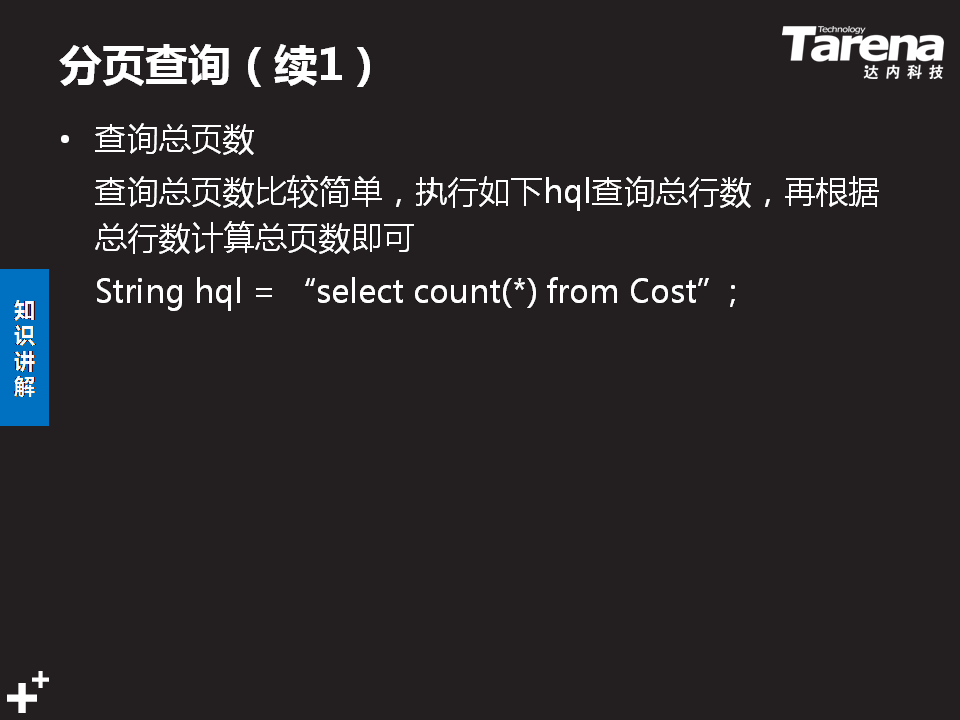 分页查询（续1）
Technology
Tarena
达内科技
• 查询总页数
查询总页数比较简单，执行如下hql查询总行数，再根据
总行数计算总页数即可
String hql = “select count(*) from Cost”;
知
识
讲
解